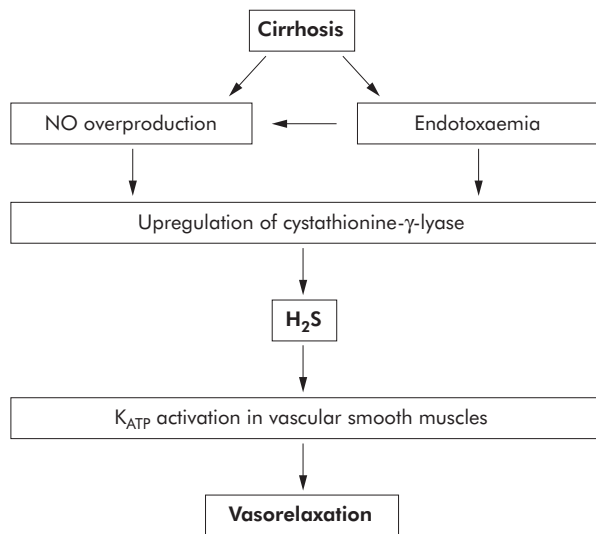 Cirrhosis
NO overproduction
Endotoxaemia
Upregulation of cystathionine-γ-lyase
H₂S
K_ATP activation in vascular smooth muscles
Vasorelaxation